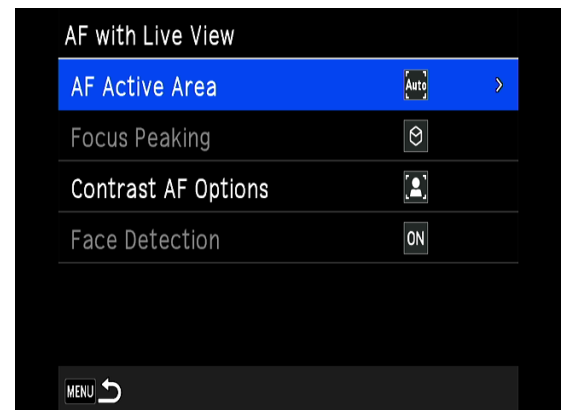 AF with Live View
AF Active Area Auto
Focus Peaking
Contrast AF Options
Face Detection ON
MENU